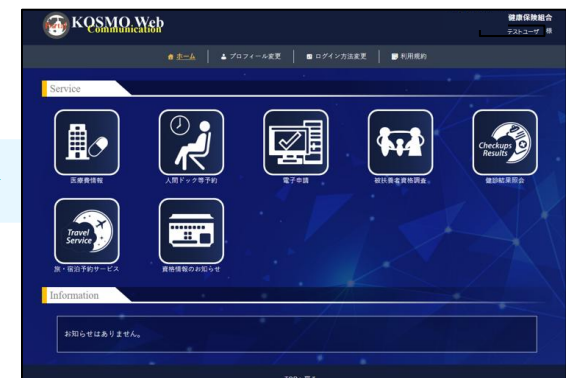 KOSMO Web
Communication
健康保険組合
テストユーザ 様
ホーム
プロフィール変更
ログイン方法変更
利用規約
Service
医療費情報
人間ドック等予約
電子申請
被扶養者資格調査。
Checkups
Results
健診結果照会
Travel
Service
旅・宿泊予約サービス
資格情報のお知らせ
Information
お知らせはありません。